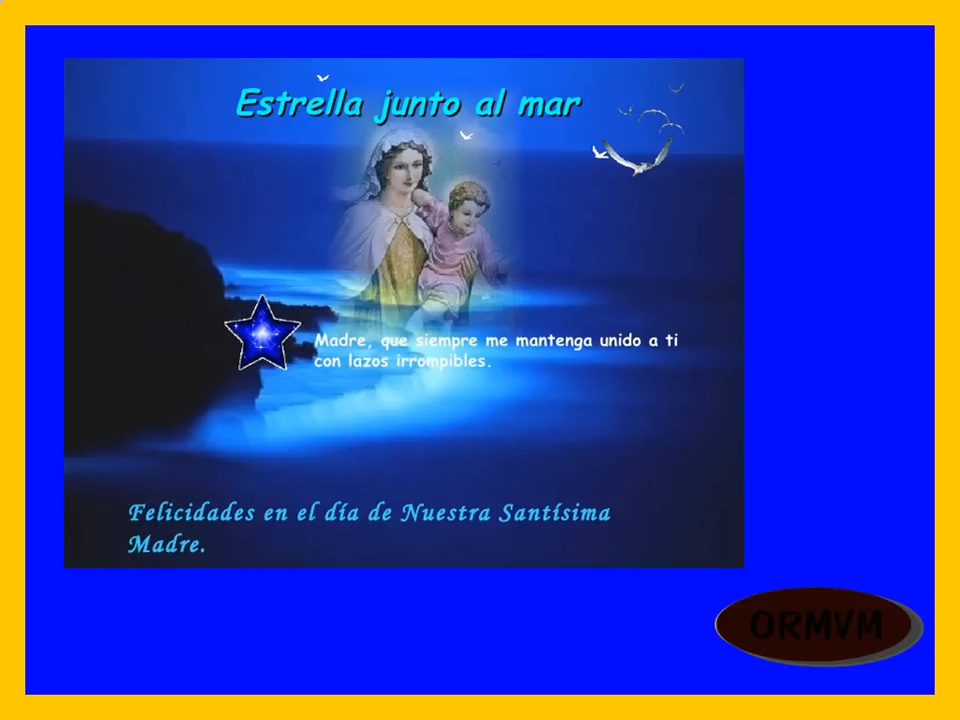 Estrella junto al mar
Madre, que siempre me mantenga unido a ti
con lazos irrompibles.
Felicidades en el día de Nuestra Santísima
Madre.
ORMVM